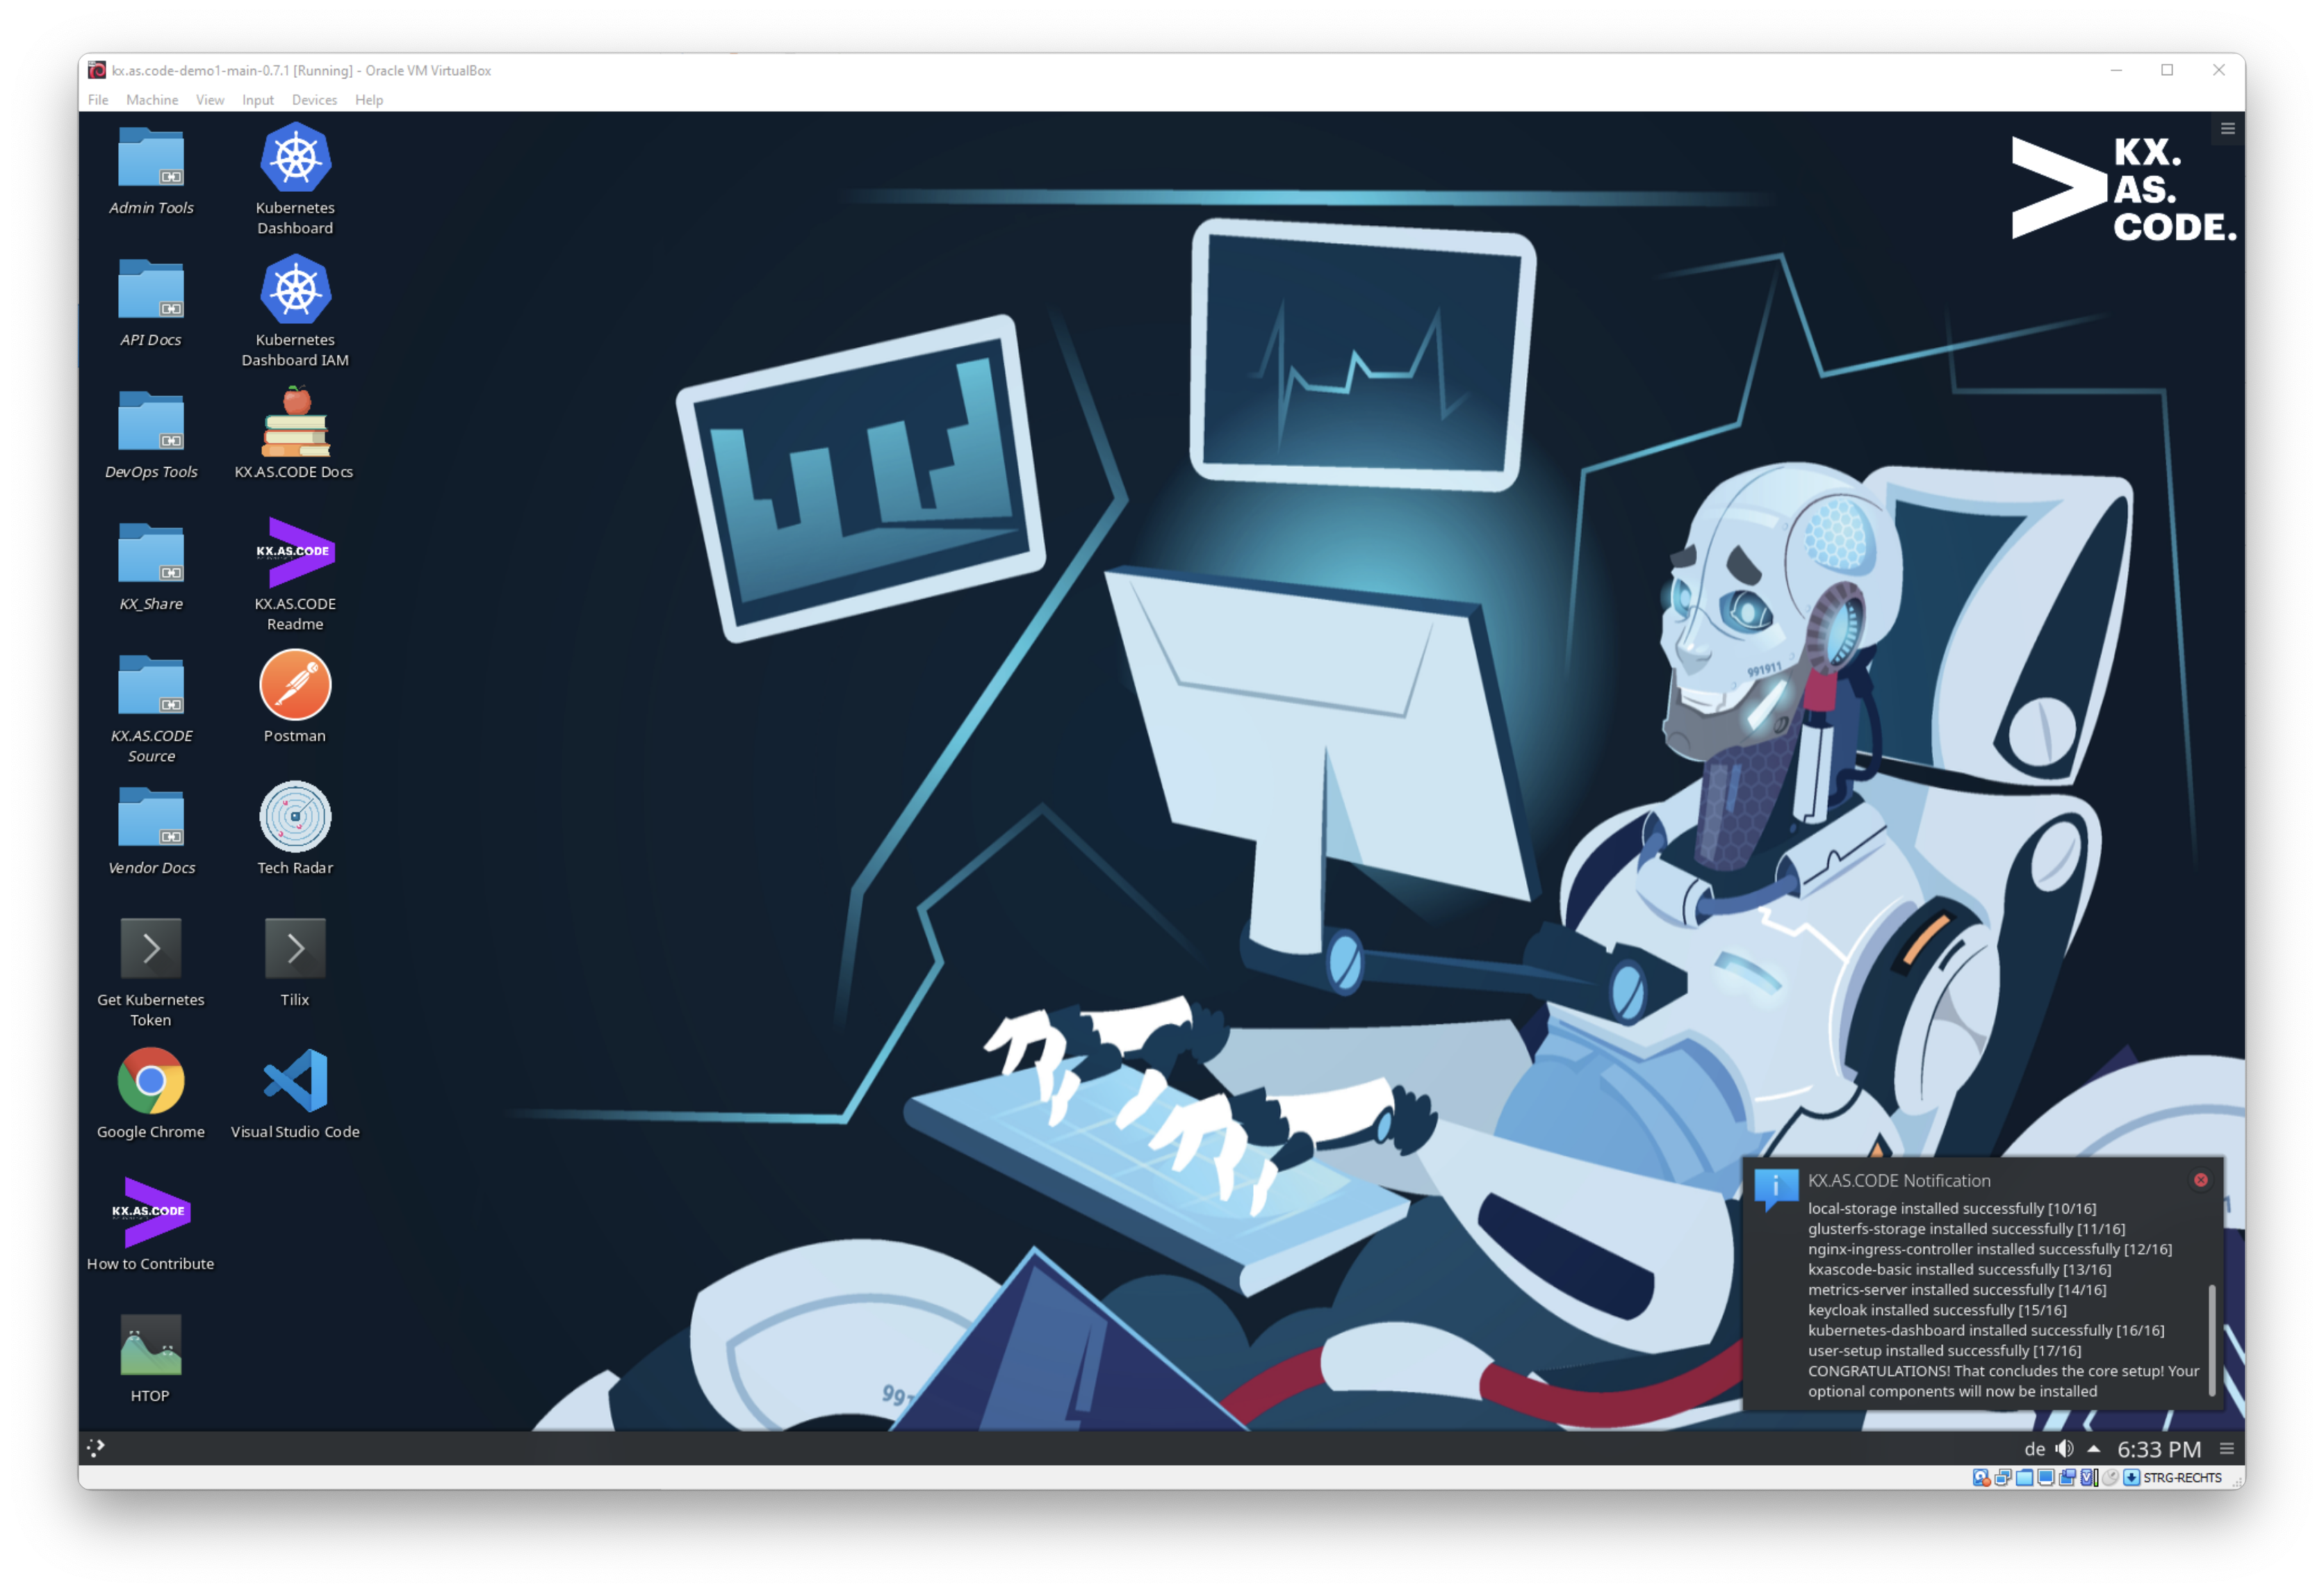 kx.as.code-demo1-main-0.7.1 [Running] - Oracle VM VirtualBox
File Machine View Input Devices Help
KX.
AS.
CODE.
Admin Tools
Kubernetes
Dashboard
API Docs
Kubernetes
Dashboard IAM
DevOps Tools
KX.AS.CODE Docs
KX_Share
KX.AS.CODE
KX.AS.CODE
Readme
KX.AS.CODE
Source
Postman
Vendor Docs
Tech Radar
Get Kubernetes
Token
Tilix
Google Chrome
Visual Studio Code
KX.AS.CODE
How to Contribute
HTOP
991911
991
KX.AS.CODE Notification
local-storage installed successfully [10/16]
glusterfs-storage installed successfully [11/16]
nginx-ingress-controller installed successfully [12/16]
kxascode-basic installed successfully [13/16]
metrics-server installed successfully [14/16]
keycloak installed successfully [15/16]
kubernetes-dashboard installed successfully [16/16]
user-setup installed successfully [17/16]
CONGRATULATIONS! That concludes the core setup! Your
optional components will now be installed
de 6:33 PM
STRG-RECHTS